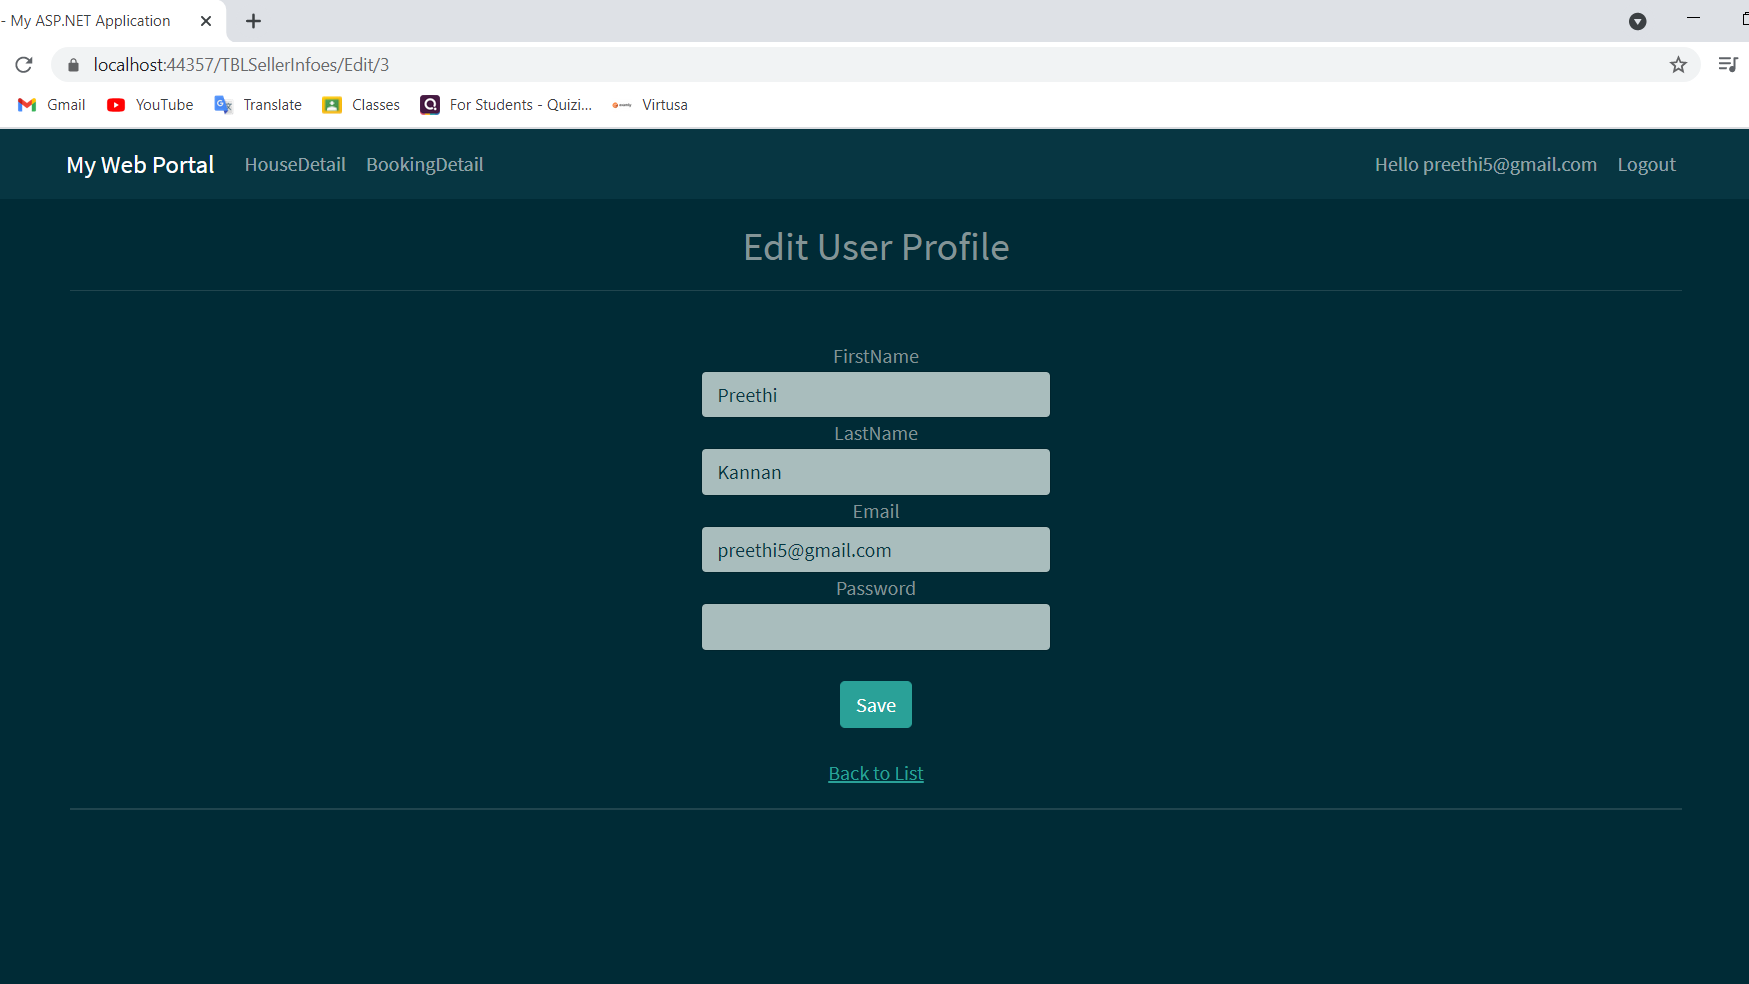 - My ASP.NET Application
localhost:44357/TBLSellerInfoes/Edit/3
Gmail YouTube Translate Classes For Students - Quizi... Virtusa
My Web Portal HouseDetail BookingDetail Hello preethi5@gmail.com Logout
Edit User Profile
FirstName
Preethi
LastName
Kannan
Email
preethi5@gmail.com
Password
Save
Back to List